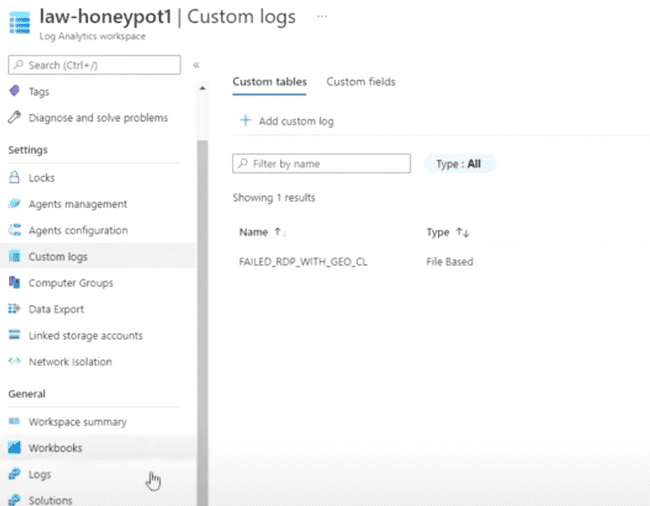 law-honeypot1 | Custom logs ...
Log Analytics workspace
Search (Ctrl+/)
«
Tags
Diagnose and solve problems
Settings
Locks
Agents management
Agents configuration
Custom logs
Computer Groups
Data Export
Linked storage accounts
Network Isolation
General
Workspace summary
Workbooks
Logs
Solutions
Custom tables Custom fields
+ Add custom log
Filter by name Type : All
Showing 1 results
Name ↑↓ Type ↑↓
FAILED_RDP_WITH_GEO_CL File Based